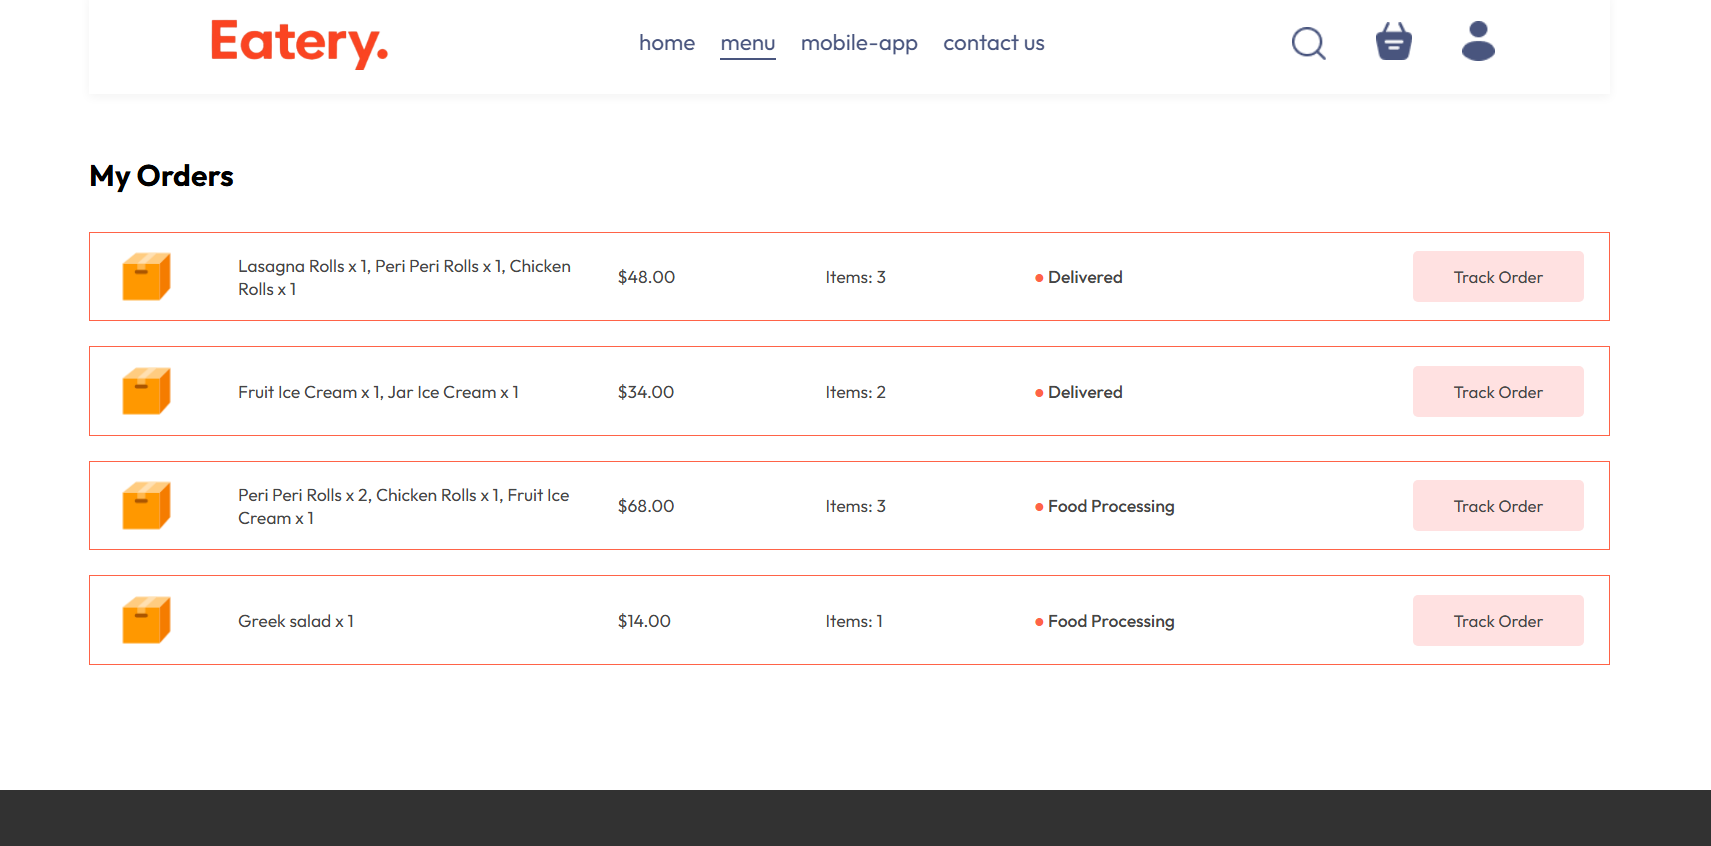 Eatery.
home menu mobile-app contact us
My Orders
Lasagna Rolls x 1, Peri Peri Rolls x 1, Chicken
Rolls x 1
$48.00
Items: 3
Delivered
Track Order
Fruit Ice Cream x 1, Jar Ice Cream x 1
$34.00
Items: 2
Delivered
Track Order
Peri Peri Rolls x 2, Chicken Rolls x 1, Fruit Ice
Cream x 1
$68.00
Items: 3
Food Processing
Track Order
Greek salad x 1
$14.00
Items: 1
Food Processing
Track Order